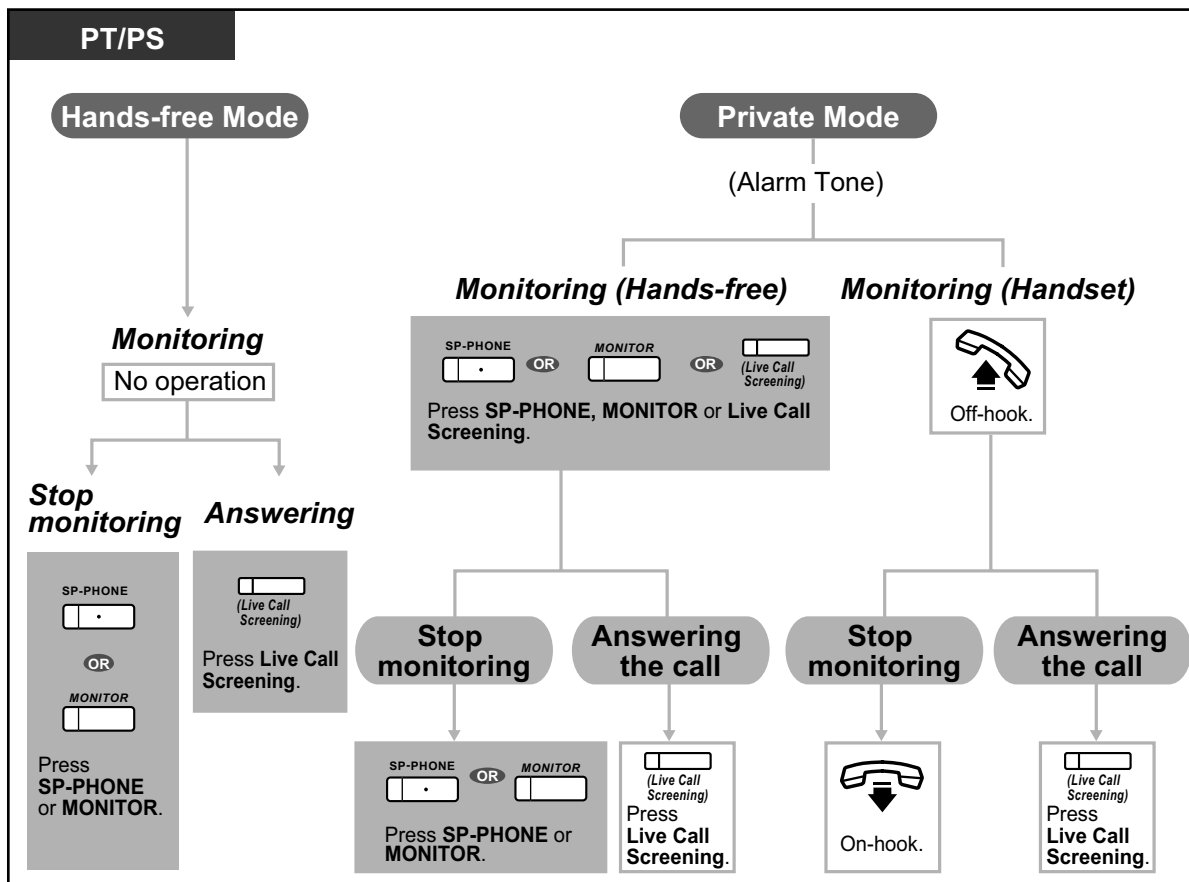 PT/PS
Hands-free Mode
Monitoring
No operation
Stop
monitoring
SP-PHONE
OR
MONITOR
Press
SP-PHONE
or MONITOR.
Answering
(Live Call
Screening)
Press Live Call
Screening.
Private Mode
(Alarm Tone)
Monitoring (Hands-free)
SP-PHONE
OR
MONITOR
OR
(Live Call
Screening)
Press SP-PHONE, MONITOR or Live Call
Screening.
Stop
monitoring
SP-PHONE
OR
MONITOR
Press SP-PHONE or
MONITOR.
Answering
the call
(Live Call
Screening)
Press
Live Call
Screening.
Monitoring (Handset)
Off-hook.
Stop
monitoring
On-hook.
Answering
the call
(Live Call
Screening)
Press
Live Call
Screening.